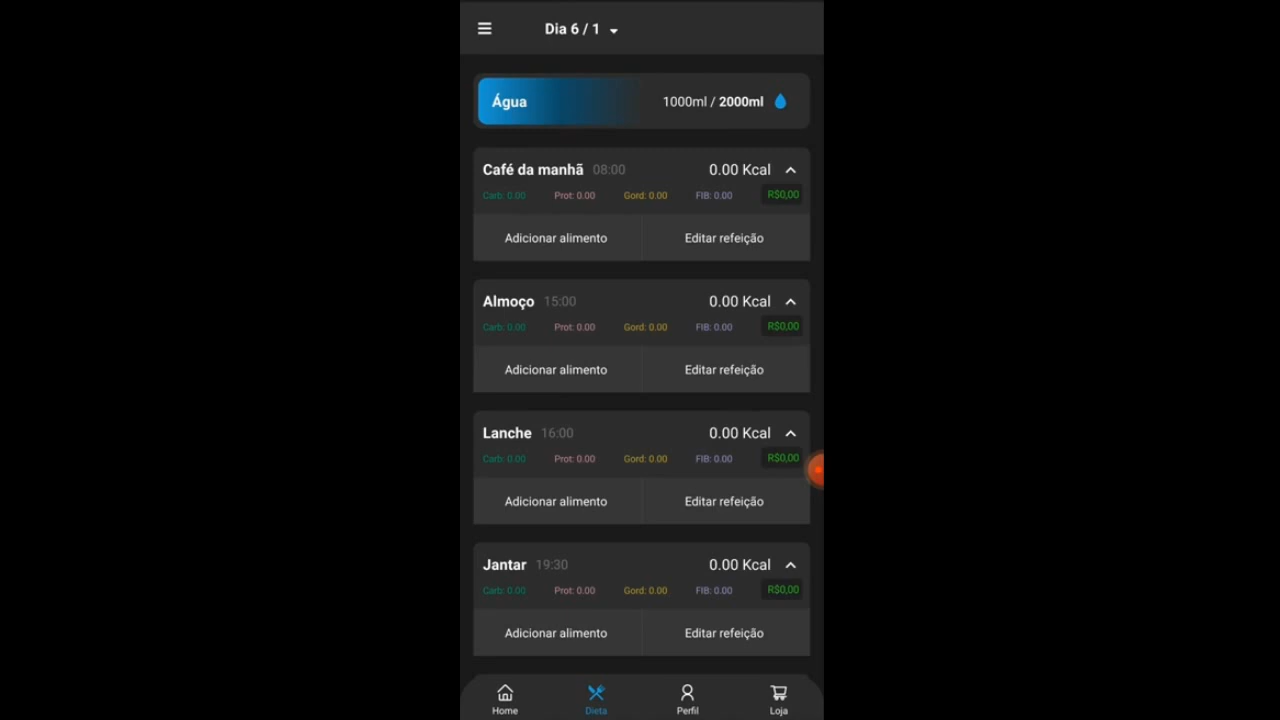 Dia 6 / 1
Água 1000ml / 2000ml
Café da manhã 08:00 0.00 Kcal
Carb: 0.00 Prot: 0.00 Gord: 0.00 FIB: 0.00 R$0,00
Adicionar alimento Editar refeição
Almoço 15:00 0.00 Kcal
Carb: 0.00 Prot: 0.00 Gord: 0.00 FIB: 0.00 R$0,00
Adicionar alimento Editar refeição
Lanche 16:00 0.00 Kcal
Carb: 0.00 Prot: 0.00 Gord: 0.00 FIB: 0.00 R$0,00
Adicionar alimento Editar refeição
Jantar 19:30 0.00 Kcal
Carb: 0.00 Prot: 0.00 Gord: 0.00 FIB: 0.00 R$0,00
Adicionar alimento Editar refeição
Home Dieta Perfil Loja